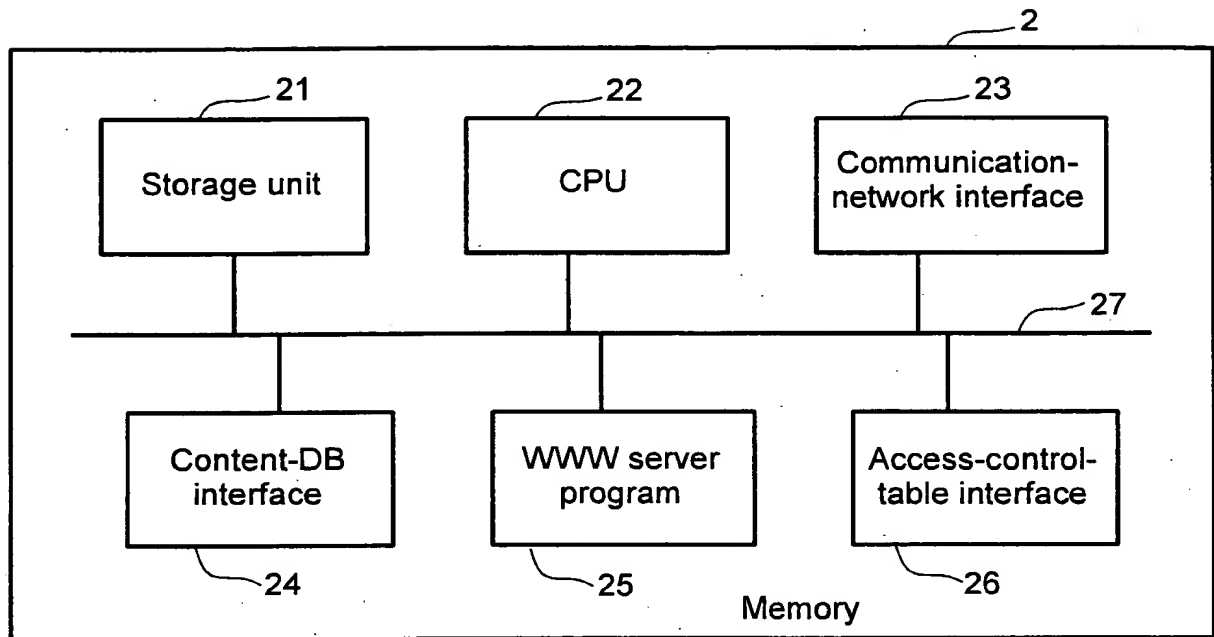 2
21
22
23
Storage unit
CPU
Communication-
network interface
27
Content-DB
interface
WWW server
program
Access-control-
table interface
24
25
26
Memory